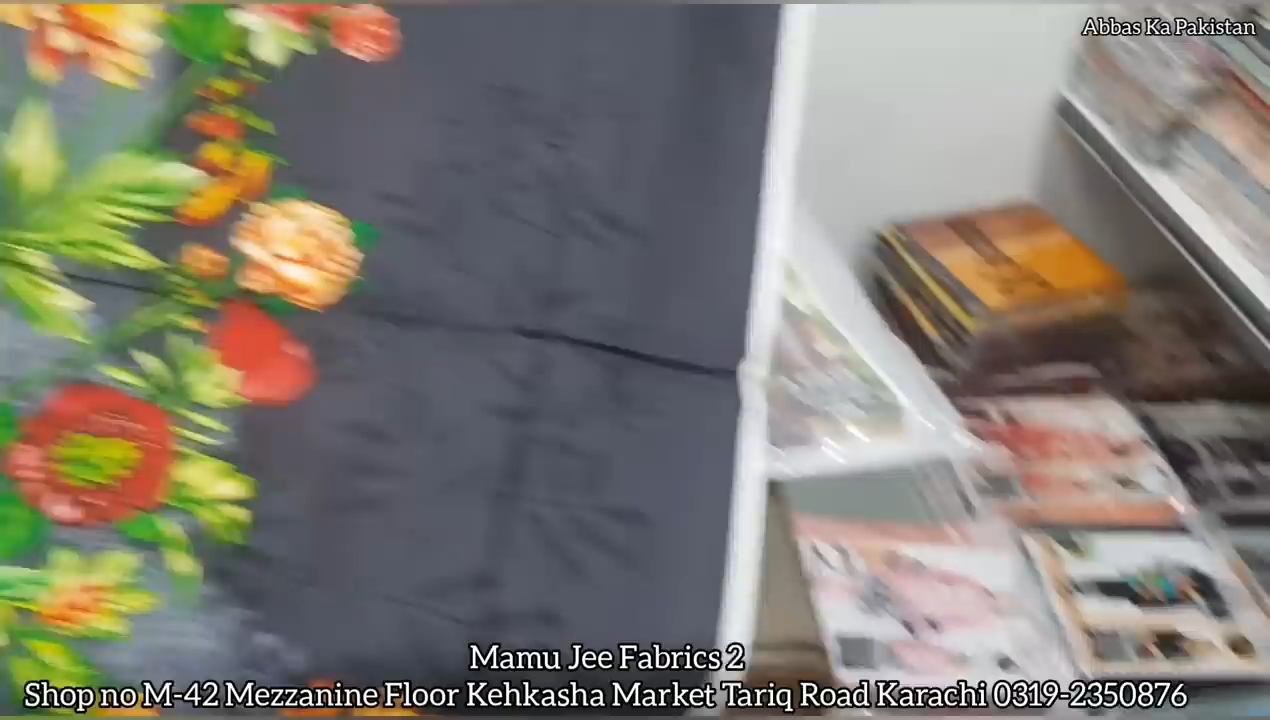 Abbas Ka Pakistan
Mamu Jee Fabrics 2
Shop no M-42 Mezzanine Floor Kehkasha Market Tariq Road Karachi 0319-2350876